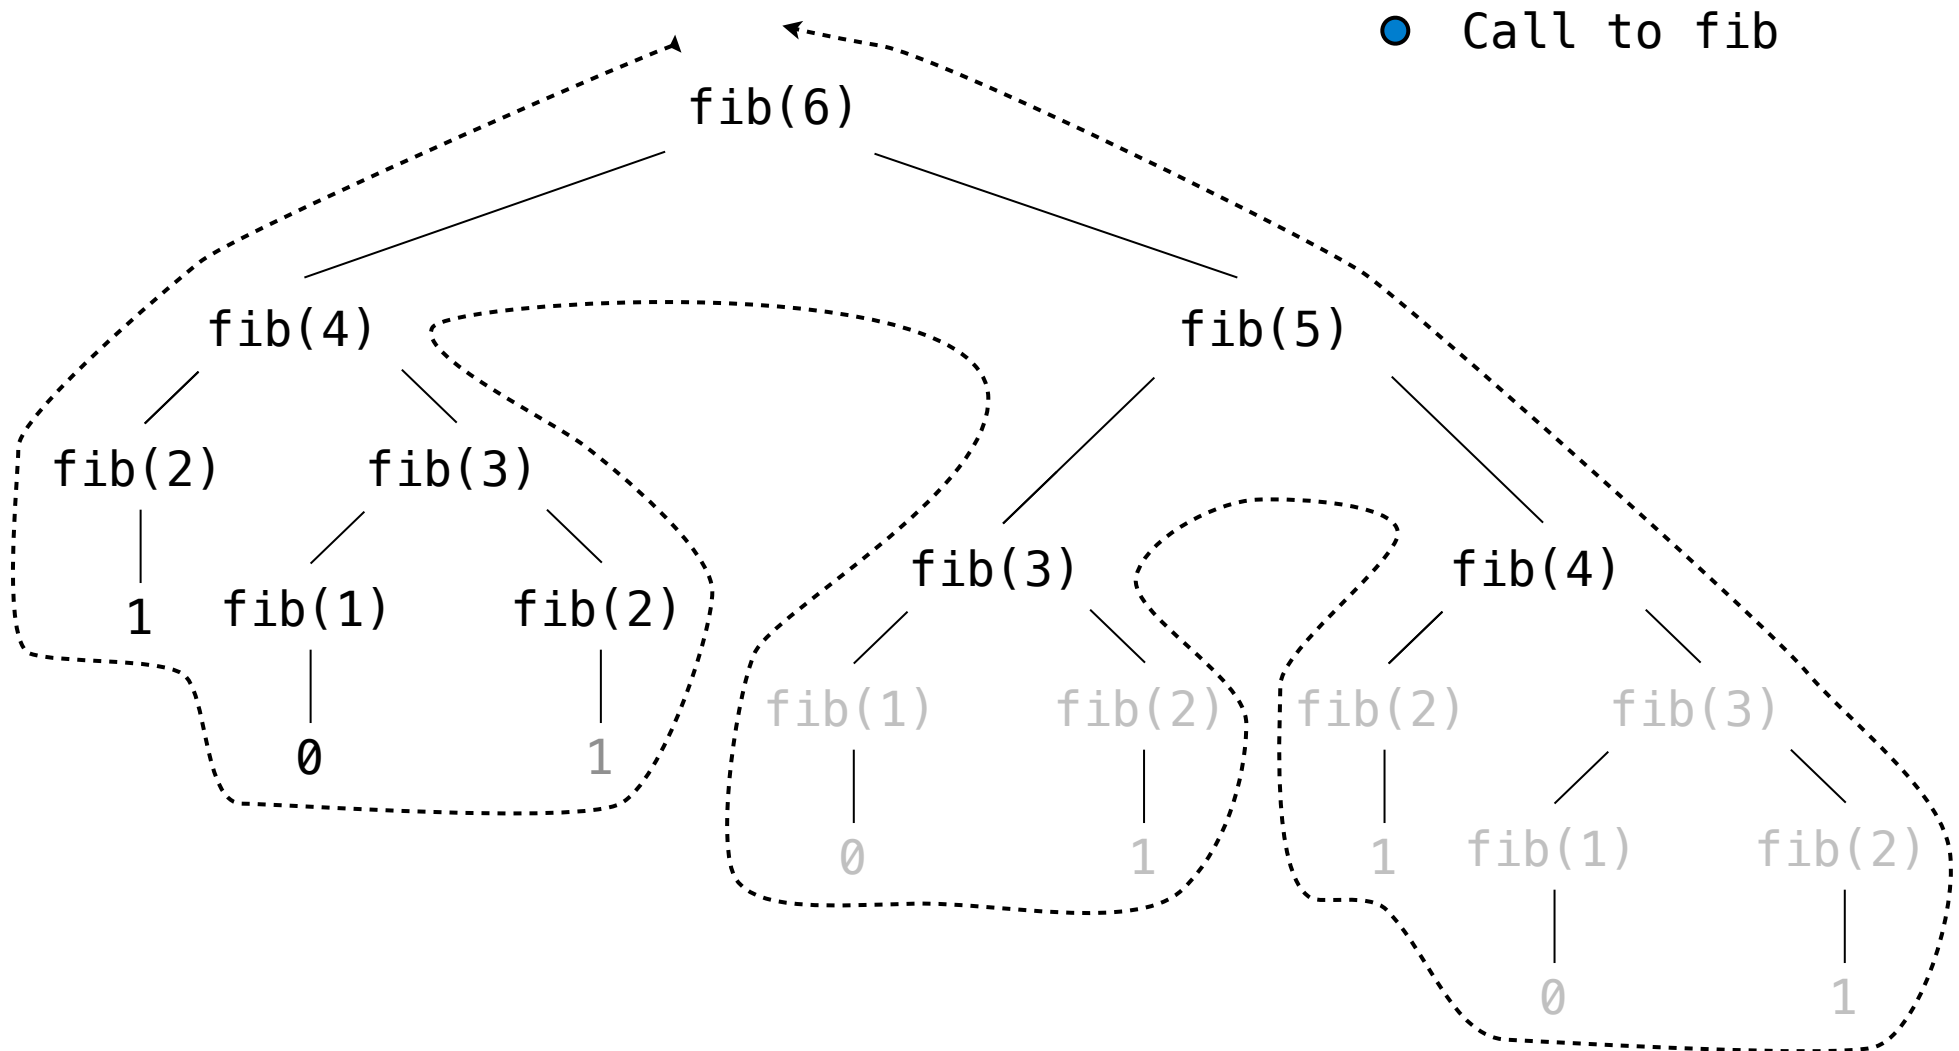 Call to fib
fib(6)
fib(4) fib(5)
fib(2) fib(3)
fib(3) fib(4)
1 fib(1) fib(2)
fib(1) fib(2) fib(2) fib(3)
0 1
0 1 1 fib(1) fib(2)
0 1